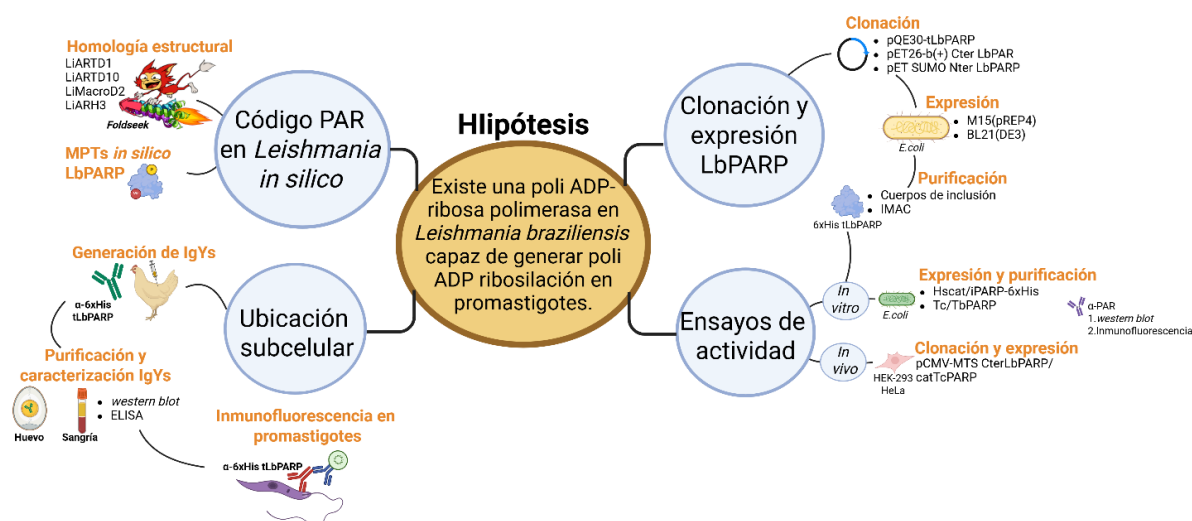 Homología estructural
LiARTD1
LiARTD10
LiMacroD2
LiARH3
Foldseek
MPTs in silico
LbPARP
Código PAR
en Leishmania
in silico
HIipótesis
Existe una poli ADP-
ribosa polimerasa en
Leishmania braziliensis
capaz de generar poli
ADP ribosilación en
promastigotes.
Generación de IgYs
α-6xHis
tLbPARP
Ubicación
subcelular
Purificación y
caracterización IgYs
• western blot
• ELISA
Huevo
Sangría
Inmunofluorescencia en
promastigotes
α-6xHis tLbPARP
Clonación y
expresión
LbPARP
Clonación
• pQE30-tLbPARP
• pET26-b(+) Cter LbPAR
• pET SUMO Nter LbPARP
Expresión
• M15(pREP4)
• BL21(DE3)
E.coli
Purificación
• Cuerpos de inclusión
• IMAC
6xHis tLbPARP
Ensayos de
actividad
In
vitro
Expresión y purificación
• Hscat/iPARP-6xHis
• Tc/TbPARP
E.coli
α-PAR
1.western blot
2.Inmunofluorescencia
In
vivo
Clonación y expresión
pCMV-MTS CterLbPARP/
catTcPARP
HEK-293
HeLa